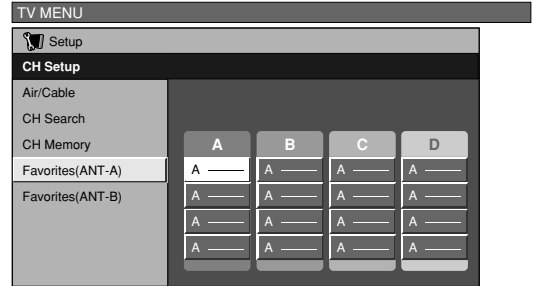 TV MENU
Setup
CH Setup
Air/Cable
CH Search
CH Memory
Favorites(ANT-A)
Favorites(ANT-B)
A B C D
A —— A —— A —— A ——
A —— A —— A —— A ——
A —— A —— A —— A ——
A —— A —— A —— A ——